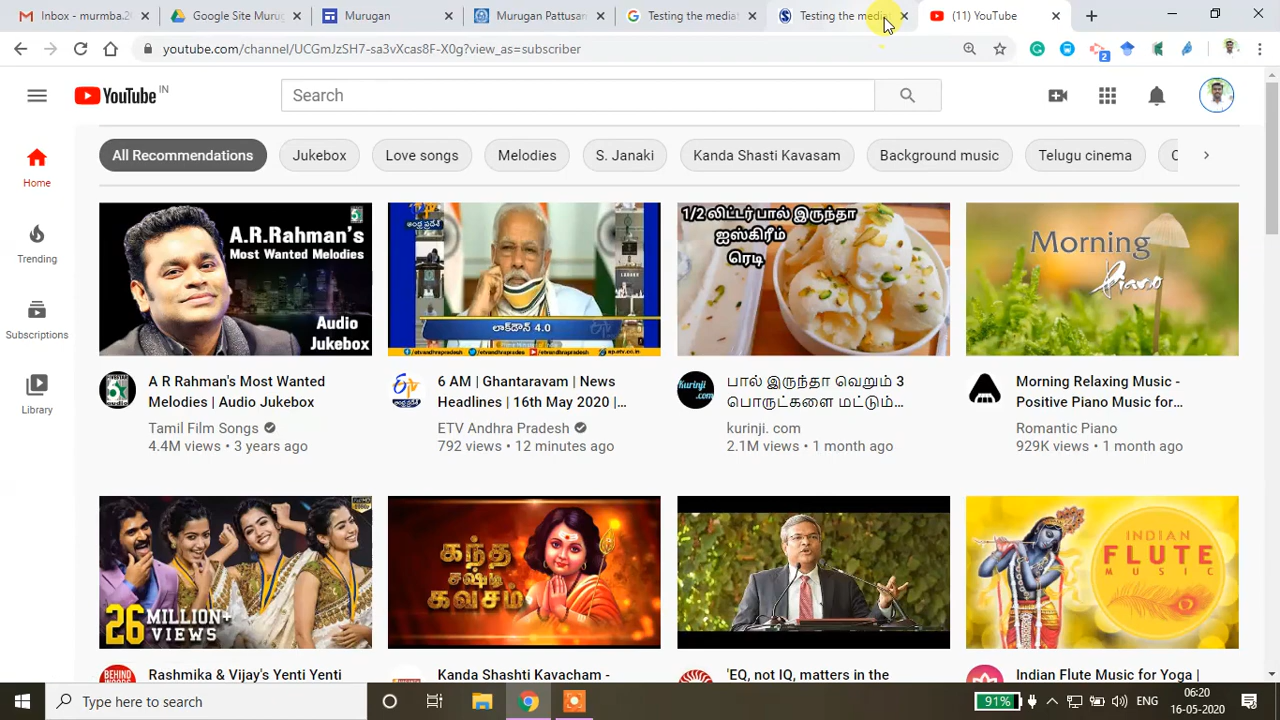 Inbox - murmba.2
Google Site Murug
Murugan
Murugan Pattusan
Testing the mediat
Testing the media
(11) YouTube
youtube.com/channel/UCGmJzSH7-sa3vXcas8F-X0g?view_as=subscriber
2
YouTube IN
Search
All Recommendations
Jukebox
Love songs
Melodies
S. Janaki
Kanda Shasti Kavasam
Background music
Telugu cinema
Home
Trending
Subscriptions
Library
A.R.Rahman's
Most Wanted
Melodies
Audio
Jukebox
లాక్‌డౌన్ 4.0
1/2 லிட்டர் பால் இருந்தா
ஐஸ்கிரீம்
ரெடி
Morning
Piano
A R Rahman's Most Wanted
Melodies | Audio Jukebox
Tamil Film Songs
4.4M views • 3 years ago
6 AM | Ghantaravam | News
Headlines | 16th May 2020 |...
ETV Andhra Pradesh
792 views • 12 minutes ago
Kurinji
.com
பால் இருந்தா வெறும் 3
பொருட்களை மட்டும்...
kurinji. com
2.1M views • 1 month ago
Morning Relaxing Music -
Positive Piano Music for...
Romantic Piano
929K views • 1 month ago
26 MILLION+
VIEWS
கந்த
சஷ்டி
கவசம்
INDIAN
FLUTE
MUSIC
BEHIND
Rashmika & Vijay's Yenti Yenti
Kanda Shashti Kavacham -
'EQ, not IQ, matters in the
Indian Flute Music for Yoga |
Type here to search
91%
ENG
06:20
16-05-2020